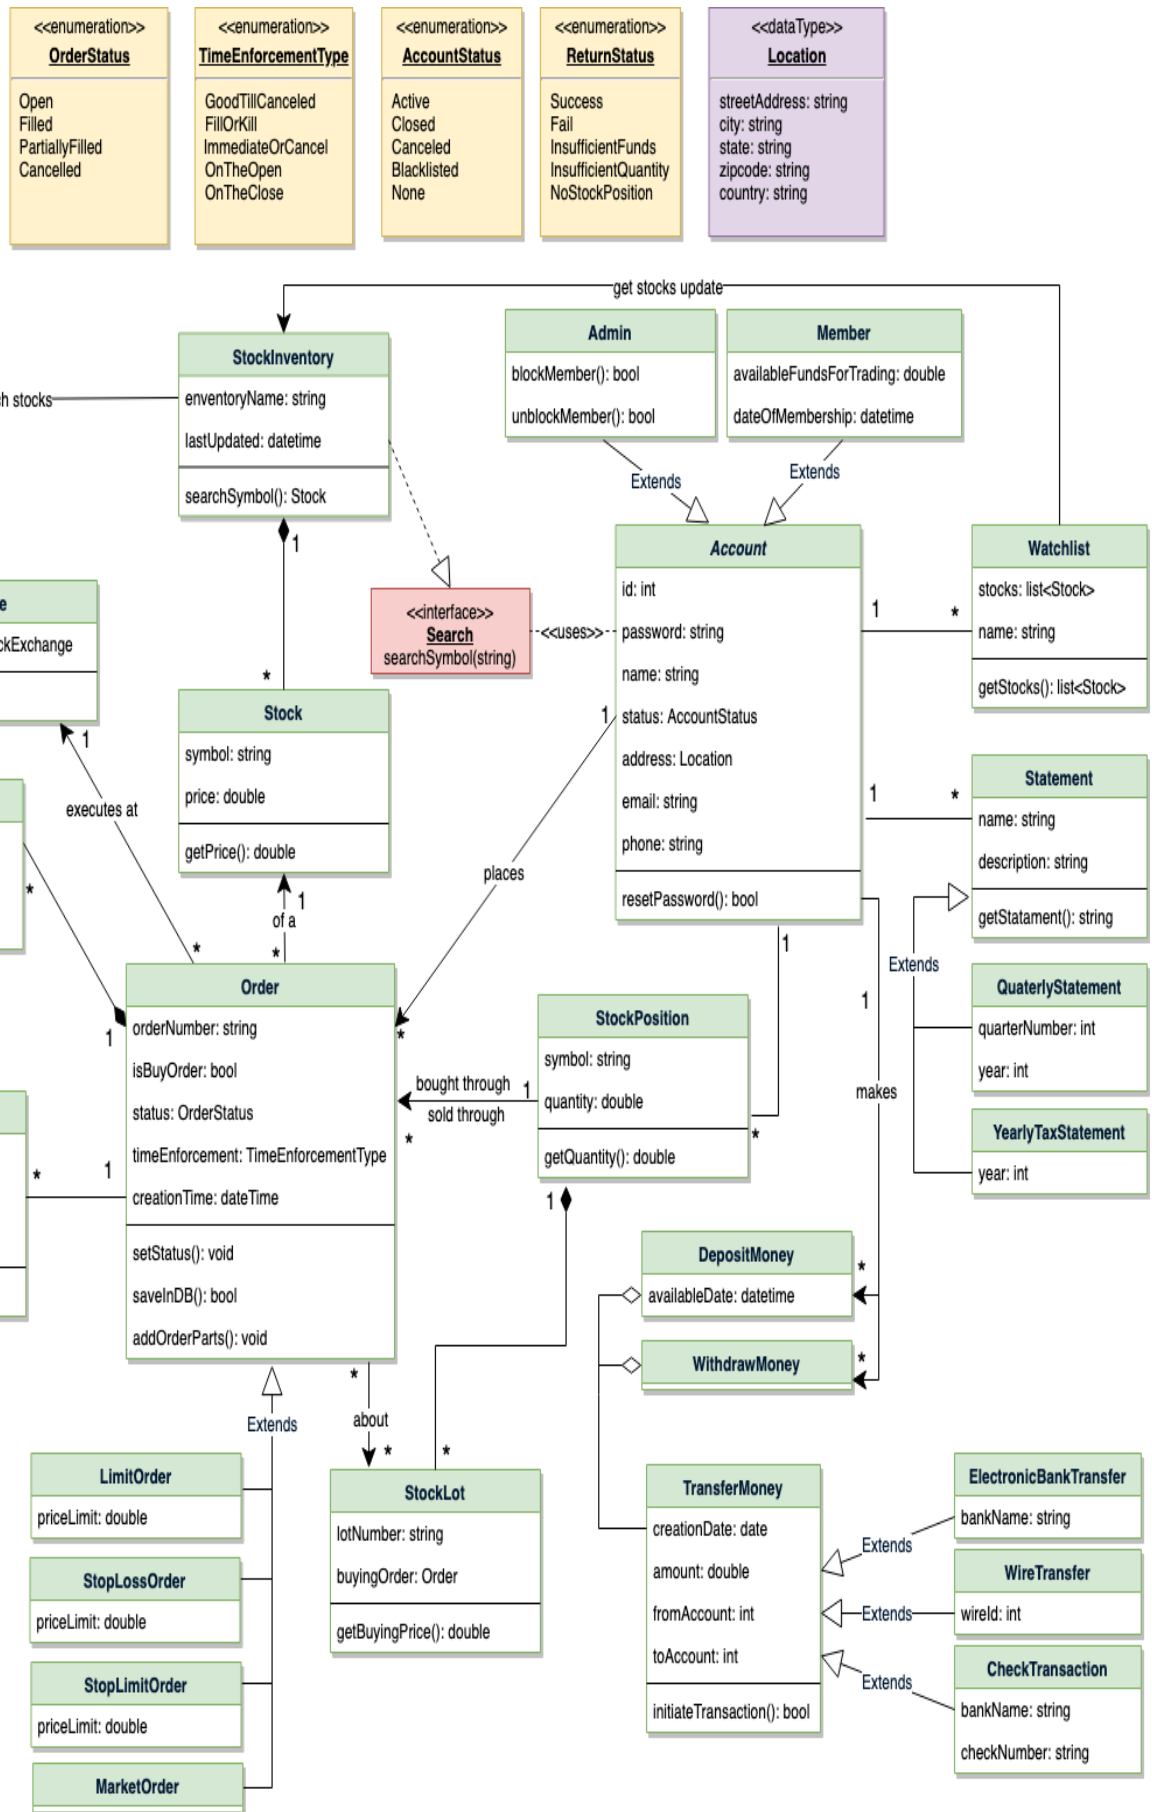 <<enumeration>>
OrderStatus
Open
Filled
PartiallyFilled
Cancelled
<<enumeration>>
TimeEnforcementType
GoodTillCanceled
FillOrKill
ImmediateOrCancel
OnTheOpen
OnTheClose
<<enumeration>>
AccountStatus
Active
Closed
Canceled
Blacklisted
None
<<enumeration>>
ReturnStatus
Success
Fail
InsufficientFunds
InsufficientQuantity
NoStockPosition
<<dataType>>
Location
streetAddress: string
city: string
state: string
zipcode: string
country: string
get stocks update
StockInventory
enventoryName: string
lastUpdated: datetime
searchSymbol(): Stock
ch stocks
Admin
blockMember(): bool
unblockMember(): bool
Member
availableFundsForTrading: double
dateOfMembership: datetime
Extends
Extends
1
*
<<interface>>
Search
searchSymbol(string)
<<uses>>
Account
id: int
password: string
name: string
status: AccountStatus
address: Location
email: string
phone: string
resetPassword(): bool
1
*
Watchlist
stocks: list<Stock>
name: string
getStocks(): list<Stock>
e
ckExchange
1
executes at
*
Stock
symbol: string
price: double
getPrice(): double
1
of a
*
1
places
*
1
*
Statement
name: string
description: string
getStatament(): string
Extends
QuaterlyStatement
quarterNumber: int
year: int
YearlyTaxStatement
year: int
*
1
*
1
Order
orderNumber: string
isBuyOrder: bool
status: OrderStatus
timeEnforcement: TimeEnforcementType
creationTime: dateTime
setStatus(): void
saveInDB(): bool
addOrderParts(): void
bought through
sold through
1
*
StockPosition
symbol: string
quantity: double
getQuantity(): double
1
*
1
makes
*
*
1
*
DepositMoney
availableDate: datetime
WithdrawMoney
Extends
*
about
*
LimitOrder
priceLimit: double
StopLossOrder
priceLimit: double
StopLimitOrder
priceLimit: double
MarketOrder
StockLot
lotNumber: string
buyingOrder: Order
getBuyingPrice(): double
TransferMoney
creationDate: date
amount: double
fromAccount: int
toAccount: int
initiateTransaction(): bool
Extends
Extends
Extends
ElectronicBankTransfer
bankName: string
WireTransfer
wireId: int
CheckTransaction
bankName: string
checkNumber: string